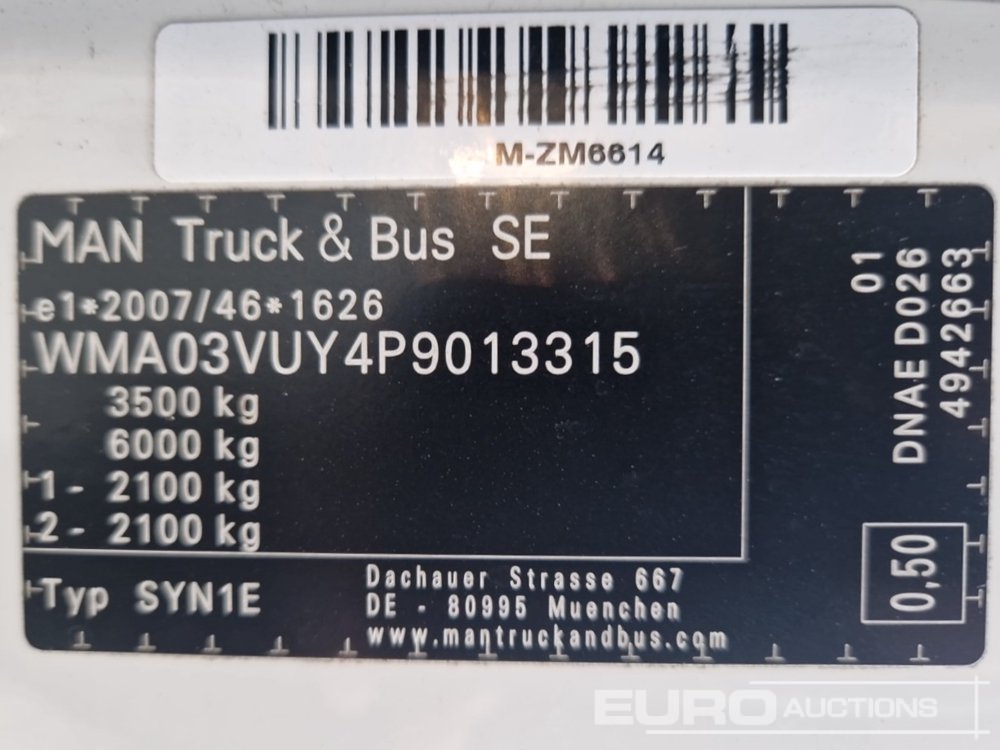 M-ZM6614
MAN Truck & Bus SE
e1*2007/46*1626
WMA03VUY4P9013315
3500 kg
6000 kg
1 - 2100 kg
2 - 2100 kg
Typ SYN1E
Dachauer Strasse 667
DE - 80995 Muenchen
www.mantruckandbus.com
01
DNAE D026
4942663
0,50
EURO AUCTIONS